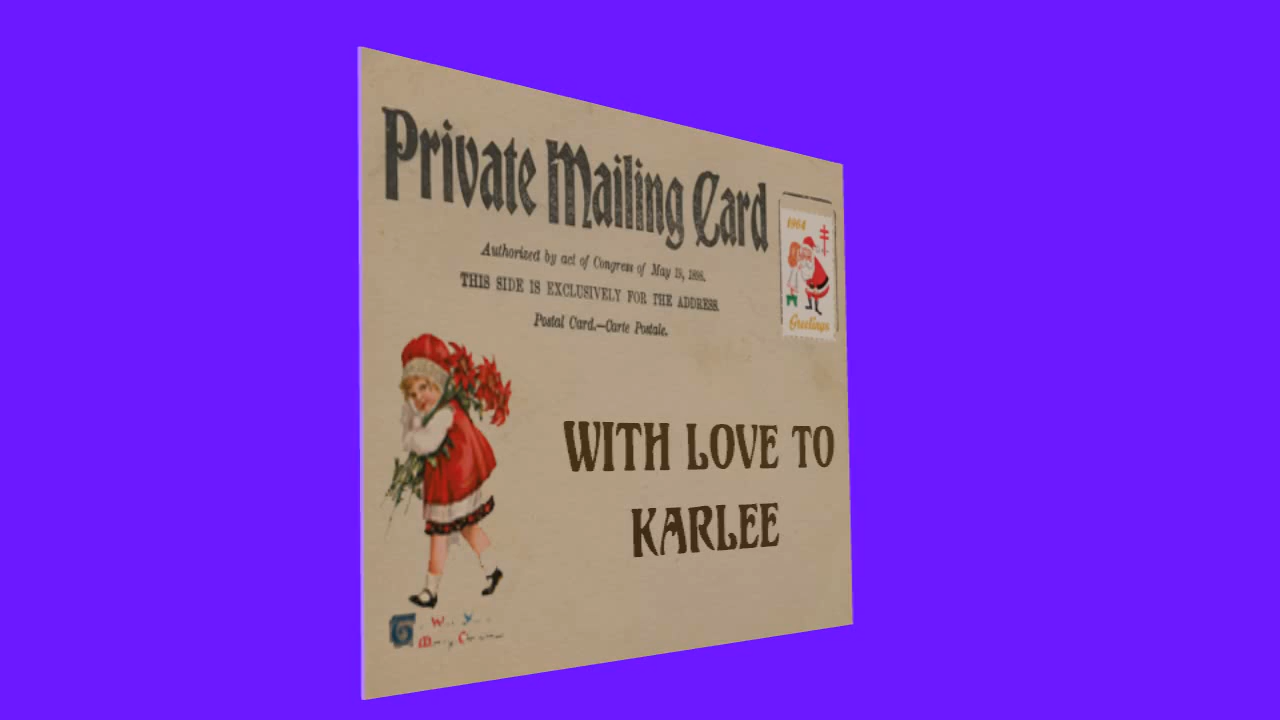 Private Mailing Card
1964
Authorized by act of Congress of May 19, 1898.
THIS SIDE IS EXCLUSIVELY FOR THE ADDRESS.
Postal Card.—Carte Postale.
Greetings
WITH LOVE TO
KARLEE